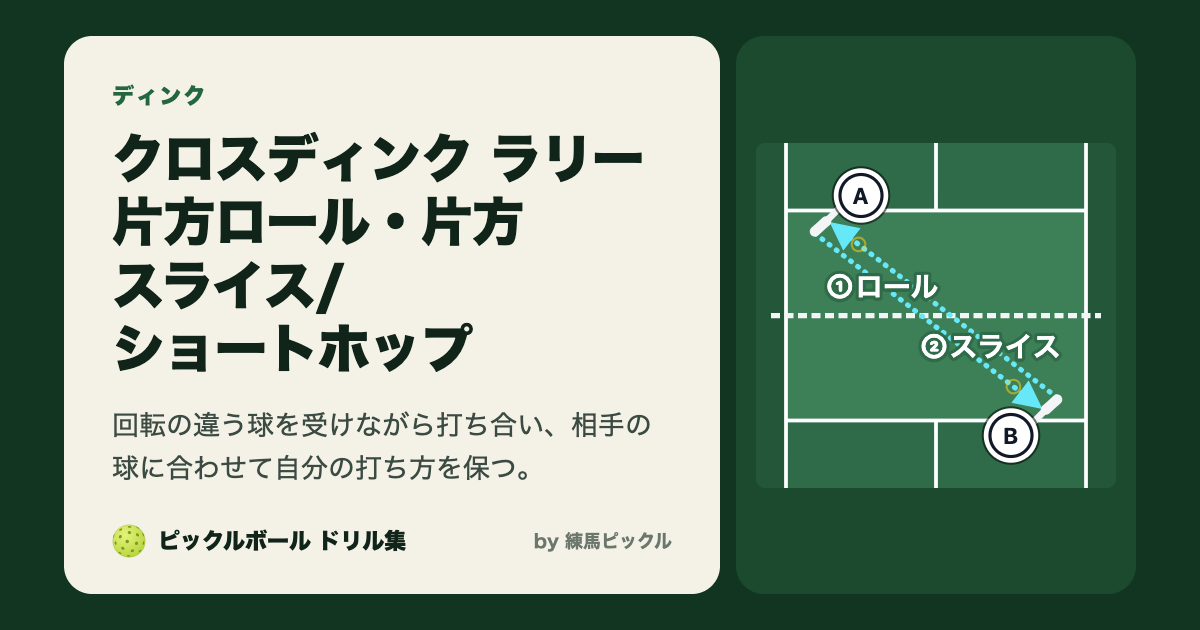 ディンク
クロスディンク ラリー
片方ロール・片方
スライス/
ショートホップ
回転の違う球を受けながら打ち合い、相手の
球に合わせて自分の打ち方を保つ。
ピックルボール ドリル集
by 練馬ピックル
A
①ロール
②スライス
B